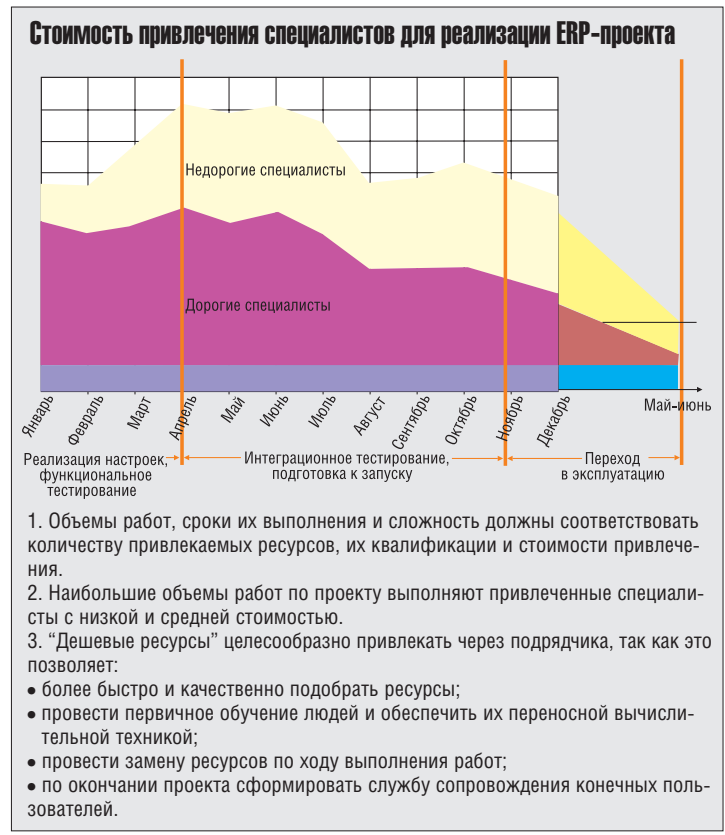 Стоимость привлечения специалистов для реализации ERP-проекта
Недорогие специалисты
Дорогие специалисты
Январь
Февраль
Март
Апрель
Май
Июнь
Июль
Август
Сентябрь
Октябрь
Ноябрь
Декабрь
Май-июнь
Реализация настроек,
функциональное
тестирование
Интеграционное тестирование,
подготовка к запуску
Переход
в эксплуатацию
1. Объемы работ, сроки их выполнения и сложность должны соответствовать
количеству привлекаемых ресурсов, их квалификации и стоимости привлече-
ния.
2. Наибольшие объемы работ по проекту выполняют привлеченные специали-
сты с низкой и средней стоимостью.
3. “Дешевые ресурсы” целесообразно привлекать через подрядчика, так как это
позволяет:
• более быстро и качественно подобрать ресурсы;
• провести первичное обучение людей и обеспечить их переносной вычисли-
тельной техникой;
• провести замену ресурсов по ходу выполнения работ;
• по окончании проекта сформировать службу сопровождения конечных поль-
зователей.